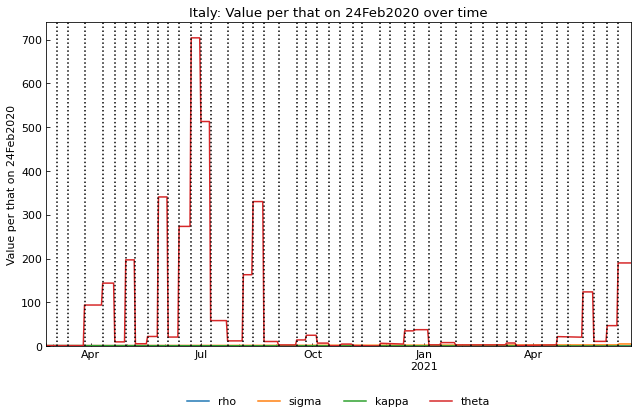 Italy: Value per that on 24Feb2020 over time
Value per that on 24Feb2020
700
600
500
400
300
200
100
0
Apr Jul Oct Jan Apr
2021
rho sigma kappa theta